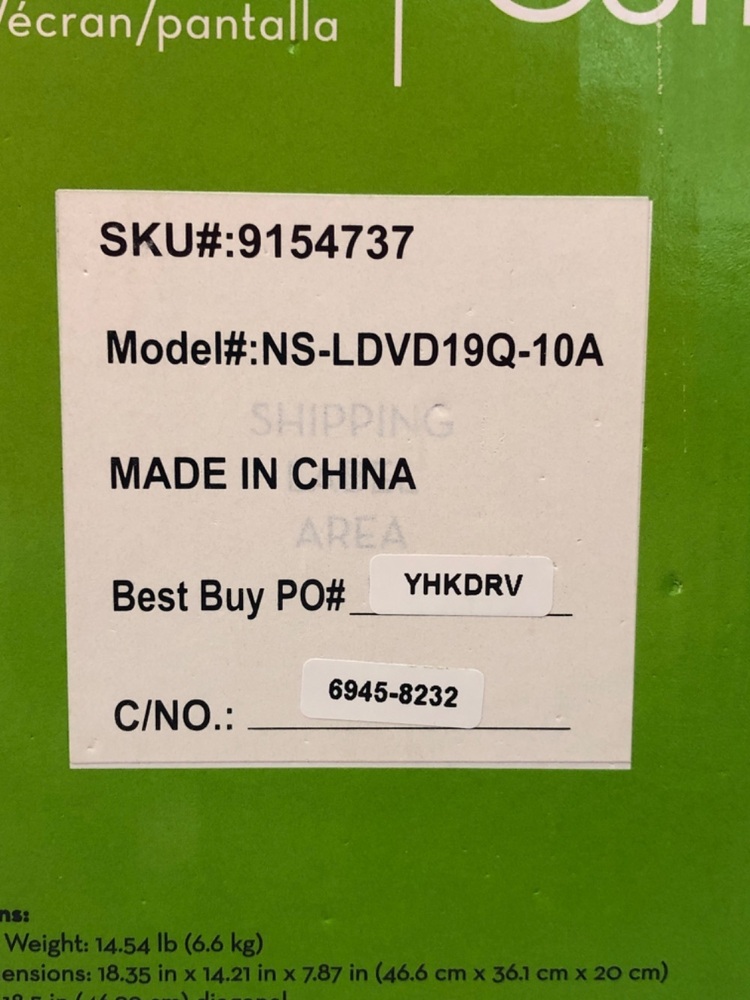 /écran/pantalla
SKU#:9154737
Model#:NS-LDVD19Q-10A
SHIPPING
MADE IN CHINA
AREA
Best Buy PO# YHKDRV
C/NO.: 6945-8232
ns:
Weight: 14.54 lb (6.6 kg)
ensions: 18.35 in x 14.21 in x 7.87 in (46.6 cm x 36.1 cm x 20 cm)